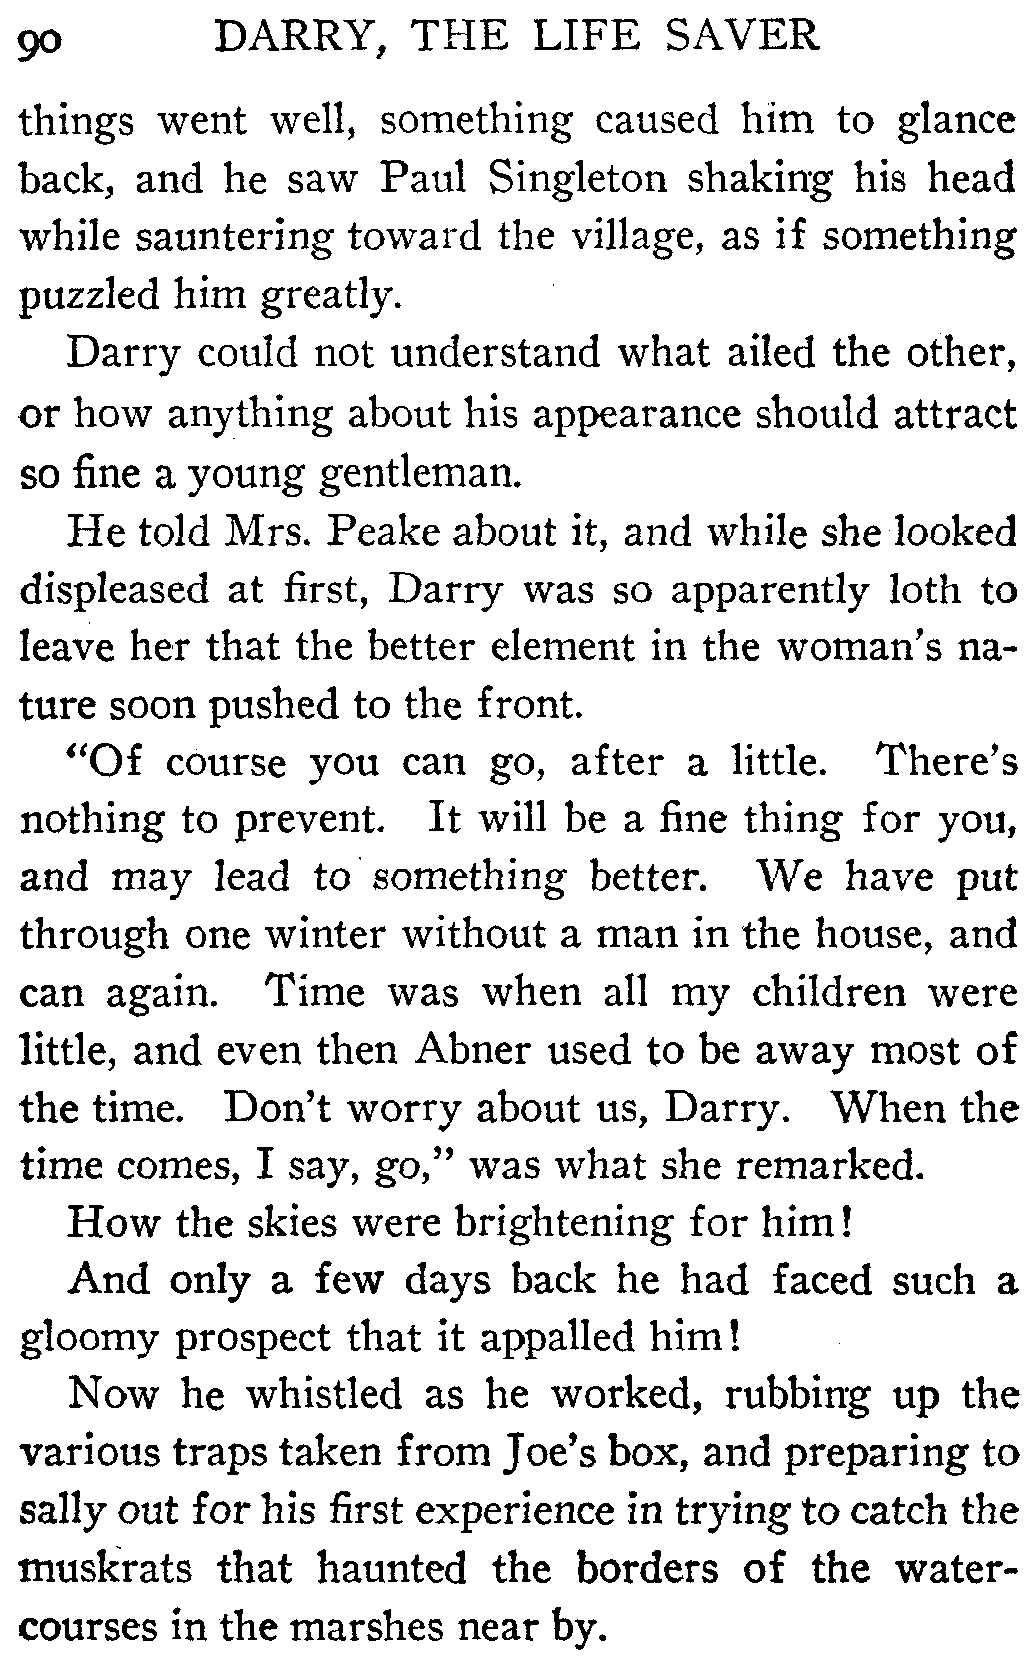 90 DARRY, THE LIFE SAVER
things went well, something caused him to glance
back, and he saw Paul Singleton shaking his head
while sauntering toward the village, as if something
puzzled him greatly.
Darry could not understand what ailed the other,
or how anything about his appearance should attract
so fine a young gentleman.
He told Mrs. Peake about it, and while she looked
displeased at first, Darry was so apparently loth to
leave her that the better element in the woman's na-
ture soon pushed to the front.
"Of course you can go, after a little. There's
nothing to prevent. It will be a fine thing for you,
and may lead to something better. We have put
through one winter without a man in the house, and
can again. Time was when all my children were
little, and even then Abner used to be away most of
the time. Don't worry about us, Darry. When the
time comes, I say, go," was what she remarked.
How the skies were brightening for him!
And only a few days back he had faced such a
gloomy prospect that it appalled him!
Now he whistled as he worked, rubbing up the
various traps taken from Joe's box, and preparing to
sally out for his first experience in trying to catch the
muskrats that haunted the borders of the water-
courses in the marshes near by.